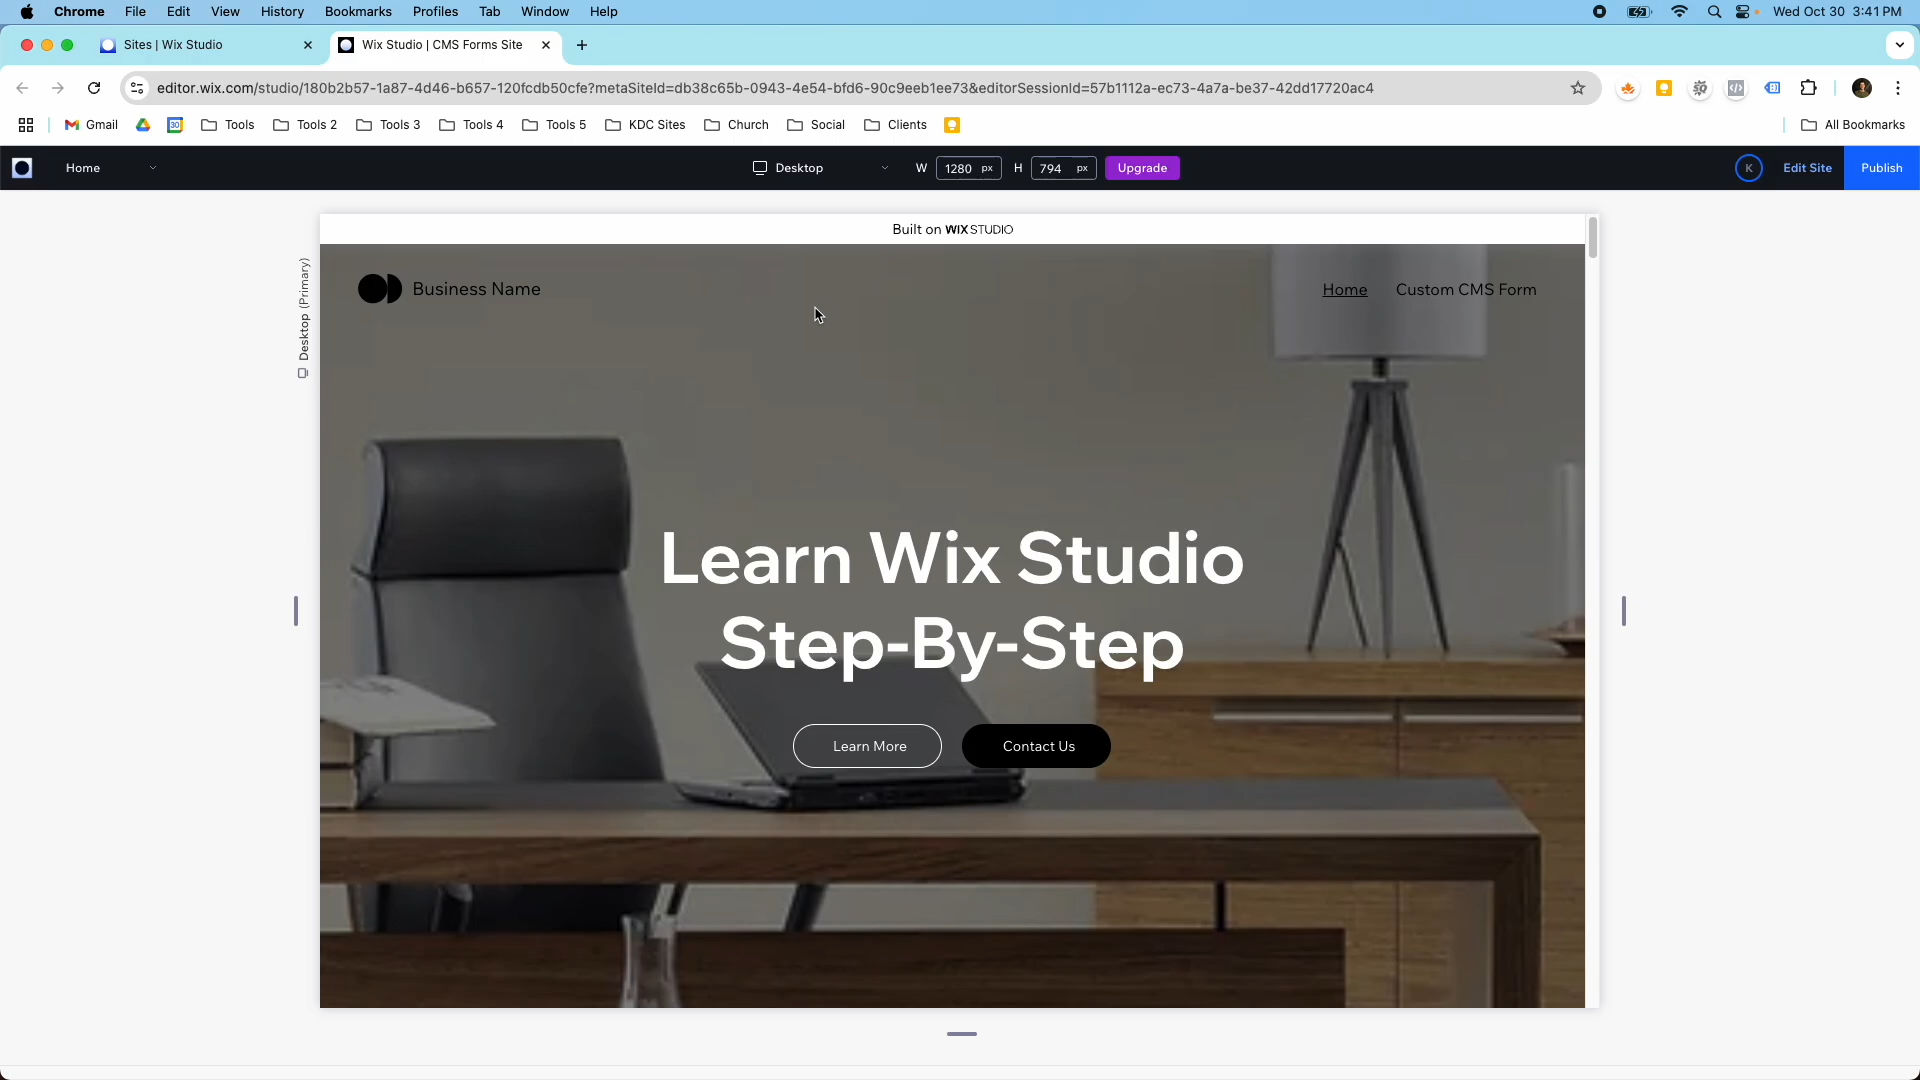 Chrome File Edit View History Bookmarks Profiles Tab Window Help Wed Oct 30 3:41 PM
Sites | Wix Studio Wix Studio | CMS Forms Site
editor.wix.com/studio/180b2b57-1a87-4d46-b657-120fcdb50cfe?metaSiteId=db38c65b-0943-4e54-bfd6-90c9eeb1ee73&editorSessionId=57b1112a-ec73-4a7a-be37-42dd17720ac4
Gmail 30 Tools Tools 2 Tools 3 Tools 4 Tools 5 KDC Sites Church Social Clients All Bookmarks
Home Desktop W 1280 px H 794 px Upgrade K Edit Site Publish
Built on WIX STUDIO
Desktop (Primary)
Business Name Home Custom CMS Form
Learn Wix Studio
Step-By-Step
Learn More Contact Us